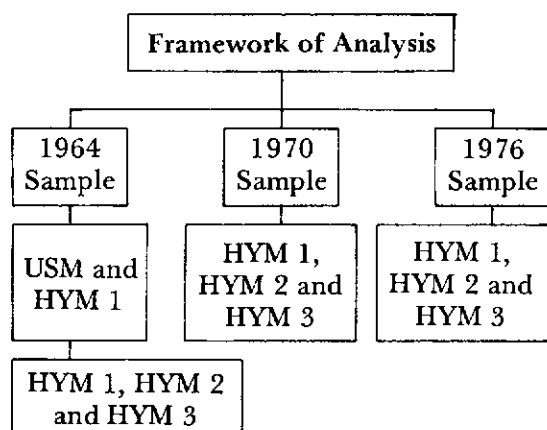 Framework of Analysis
1964
Sample
1970
Sample
1976
Sample
USM and
HYM 1
HYM 1,
HYM 2 and
HYM 3
HYM 1,
HYM 2 and
HYM 3
HYM 1, HYM 2
and HYM 3